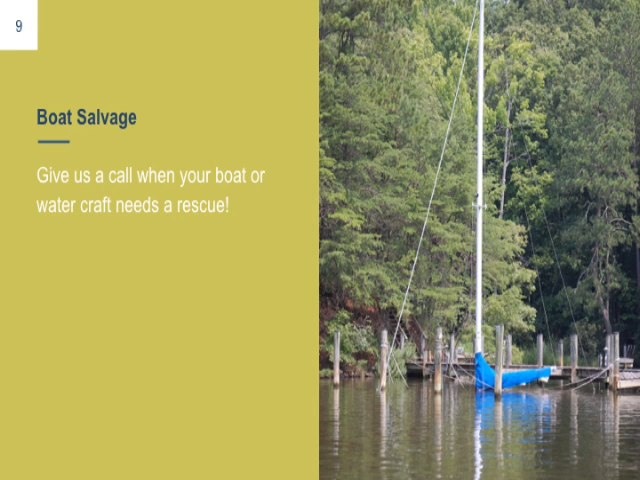 9
Boat Salvage
Give us a call when your boat or
water craft needs a rescue!